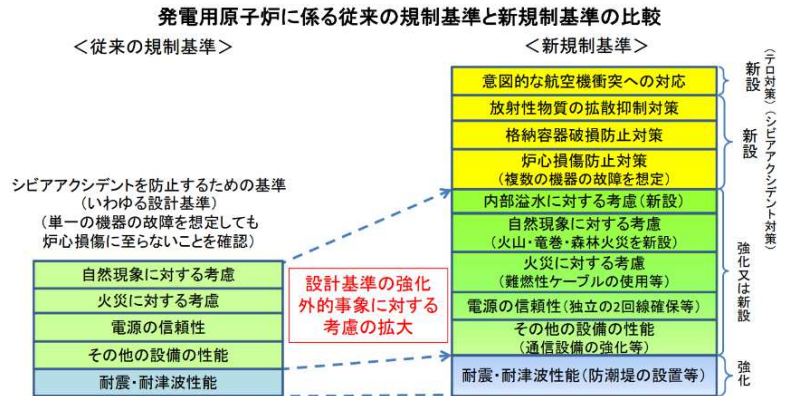 発電用原子炉に係る従来の規制基準と新規制基準の比較
＜従来の規制基準＞
シビアアクシデントを防止するための基準
(いわゆる設計基準)
(単一の機器の故障を想定しても
炉心損傷に至らないことを確認)
自然現象に対する考慮
火災に対する考慮
電源の信頼性
その他の設備の性能
耐震・耐津波性能
設計基準の強化
外的事象に対する
考慮の拡大
＜新規制基準＞
意図的な航空機衝突への対応
放射性物質の拡散抑制対策
格納容器破損防止対策
炉心損傷防止対策
(複数の機器の故障を想定)
内部溢水に対する考慮(新設)
自然現象に対する考慮
(火山・竜巻・森林火災を新設)
火災に対する考慮
(難燃性ケーブルの使用等)
電源の信頼性(独立の2回線確保等)
その他の設備の性能
(通信設備の強化等)
耐震・耐津波性能(防潮堤の設置等)
新設
(テロ対策)
新設
(シビアアクシデント対策)
強化又は新設
強化